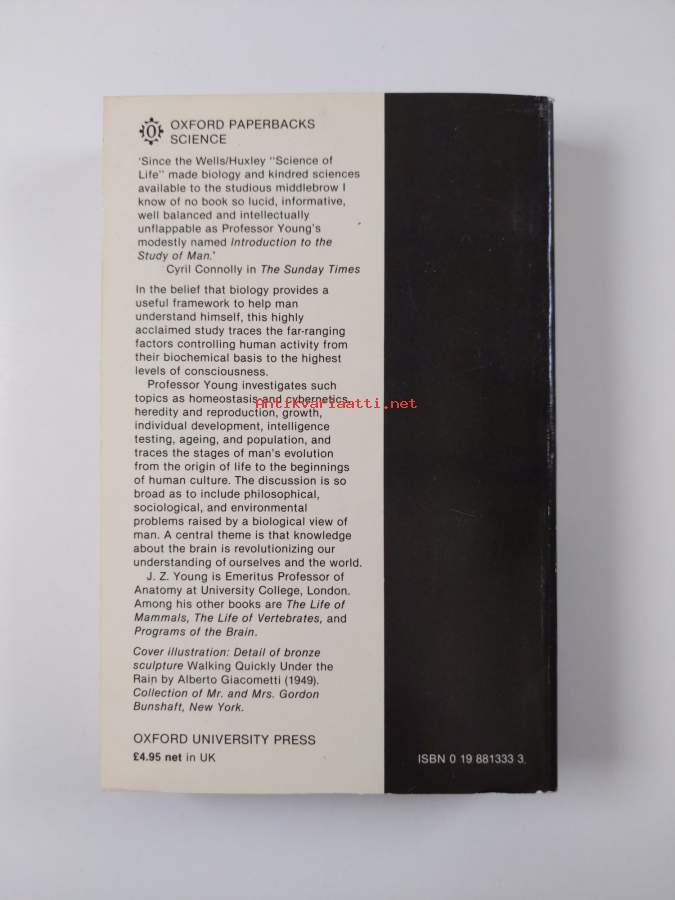 OXFORD PAPERBACKS
SCIENCE
'Since the Wells/Huxley "Science of
Life" made biology and kindred sciences
available to the studious middlebrow I
know of no book so lucid, informative,
well balanced and intellectually
unflappable as Professor Young's
modestly named Introduction to the
Study of Man.'
Cyril Connolly in The Sunday Times
In the belief that biology provides a
useful framework to help man
understand himself, this highly
acclaimed study traces the far-ranging
factors controlling human activity from
their biochemical basis to the highest
levels of consciousness.
Professor Young investigates such
topics as homeostasis and cybernetics,
Antikvariaatti.net
heredity and reproduction, growth,
individual development, intelligence
testing, ageing, and population, and
traces the stages of man's evolution
from the origin of life to the beginnings
of human culture. The discussion is so
broad as to include philosophical,
sociological, and environmental
problems raised by a biological view of
man. A central theme is that knowledge
about the brain is revolutionizing our
understanding of ourselves and the world.
J. Z. Young is Emeritus Professor of
Anatomy at University College, London.
Among his other books are The Life of
Mammals, The Life of Vertebrates, and
Programs of the Brain.
Cover illustration: Detail of bronze
sculpture Walking Quickly Under the
Rain by Alberto Giacometti (1949).
Collection of Mr. and Mrs. Gordon
Bunshaft, New York.
OXFORD UNIVERSITY PRESS
£4.95 net in UK
ISBN 0 19 881333 3